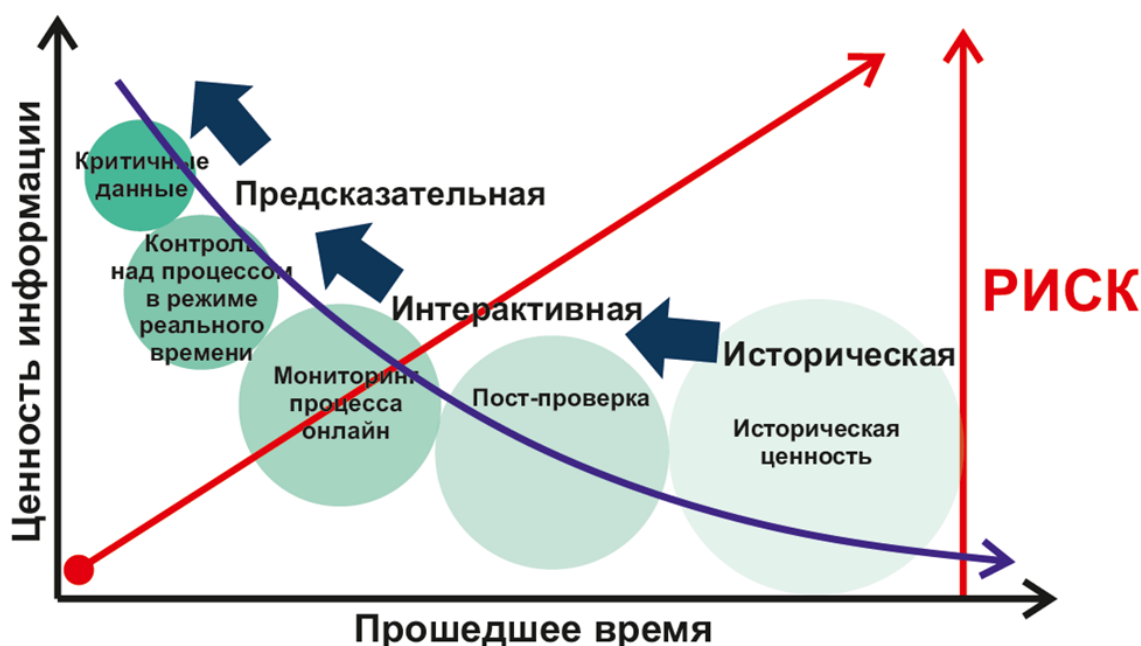 Ценность информации
Критичные
данные
Предсказательная
Контроль
над процессом
в режиме
реального
времени
Интерактивная
РИСК
Историческая
Мониторинг
процесса
онлайн
Пост-проверка
Историческая
ценность
Прошедшее время